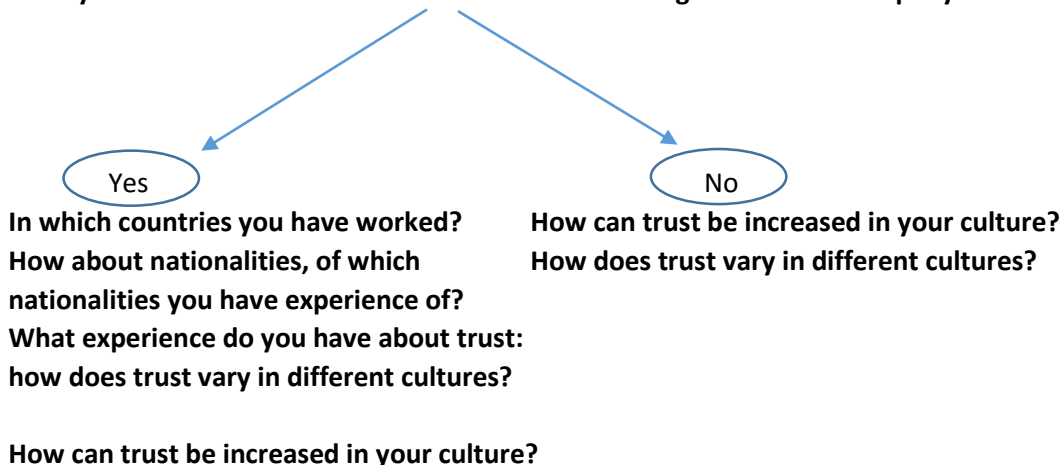 Yes
In which countries you have worked?
How about nationalities, of which
nationalities you have experience of?
What experience do you have about trust:
how does trust vary in different cultures?
How can trust be increased in your culture?
No
How can trust be increased in your culture?
How does trust vary in different cultures?